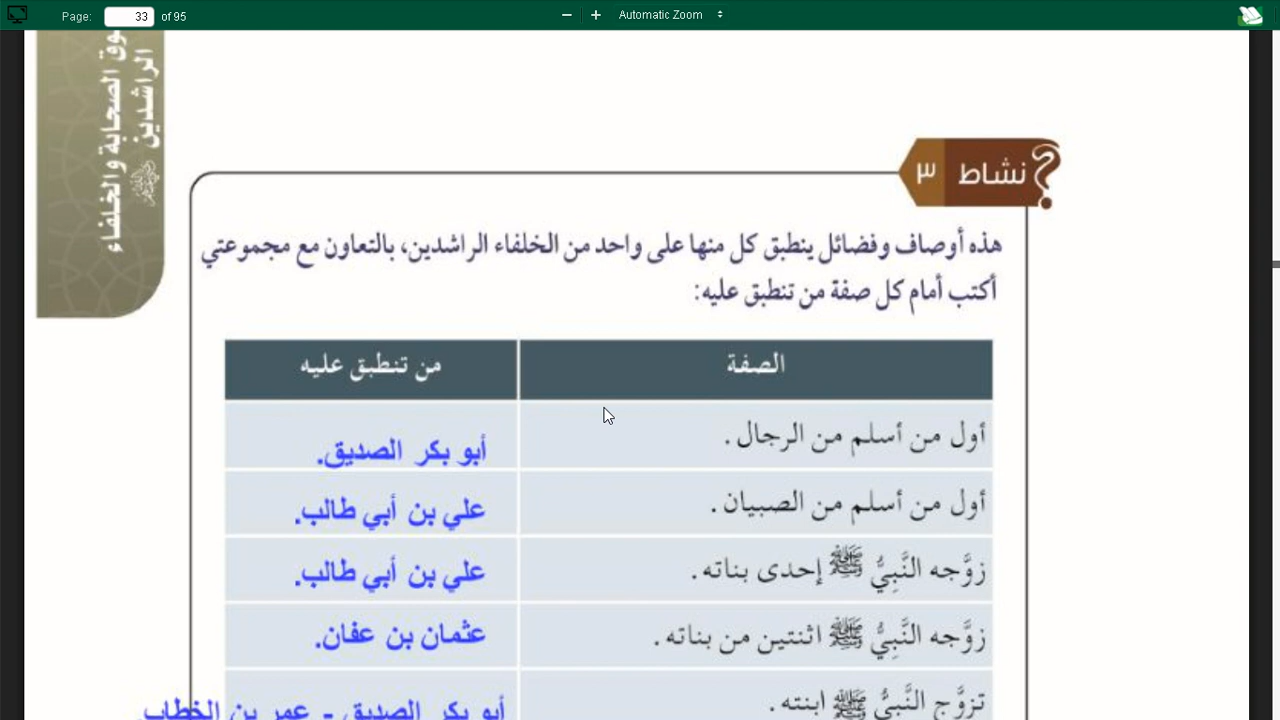 Page: 33 of 95
Automatic Zoom
الصحابة والخلفاء
الراشدين
نشاط ٣
هذه أوصاف وفضائل ينطبق كل منها على واحد من الخلفاء الراشدين، بالتعاون مع مجموعتي
أكتب أمام كل صفة من تنطبق عليه:
الصفة من تنطبق عليه
أول من أسلم من الرجال . أبو بكر الصديق.
أول من أسلم من الصبيان . علي بن أبي طالب.
زوَّجه النَّبِيُّ ﷺ إحدى بناته . علي بن أبي طالب.
زوَّجه النَّبِيُّ ﷺ اثنتين من بناته . عثمان بن عفان.
تزوَّج النَّبيُّ ﷺ ابنته . أبو بكر الصديق - عمر بن الخطاب